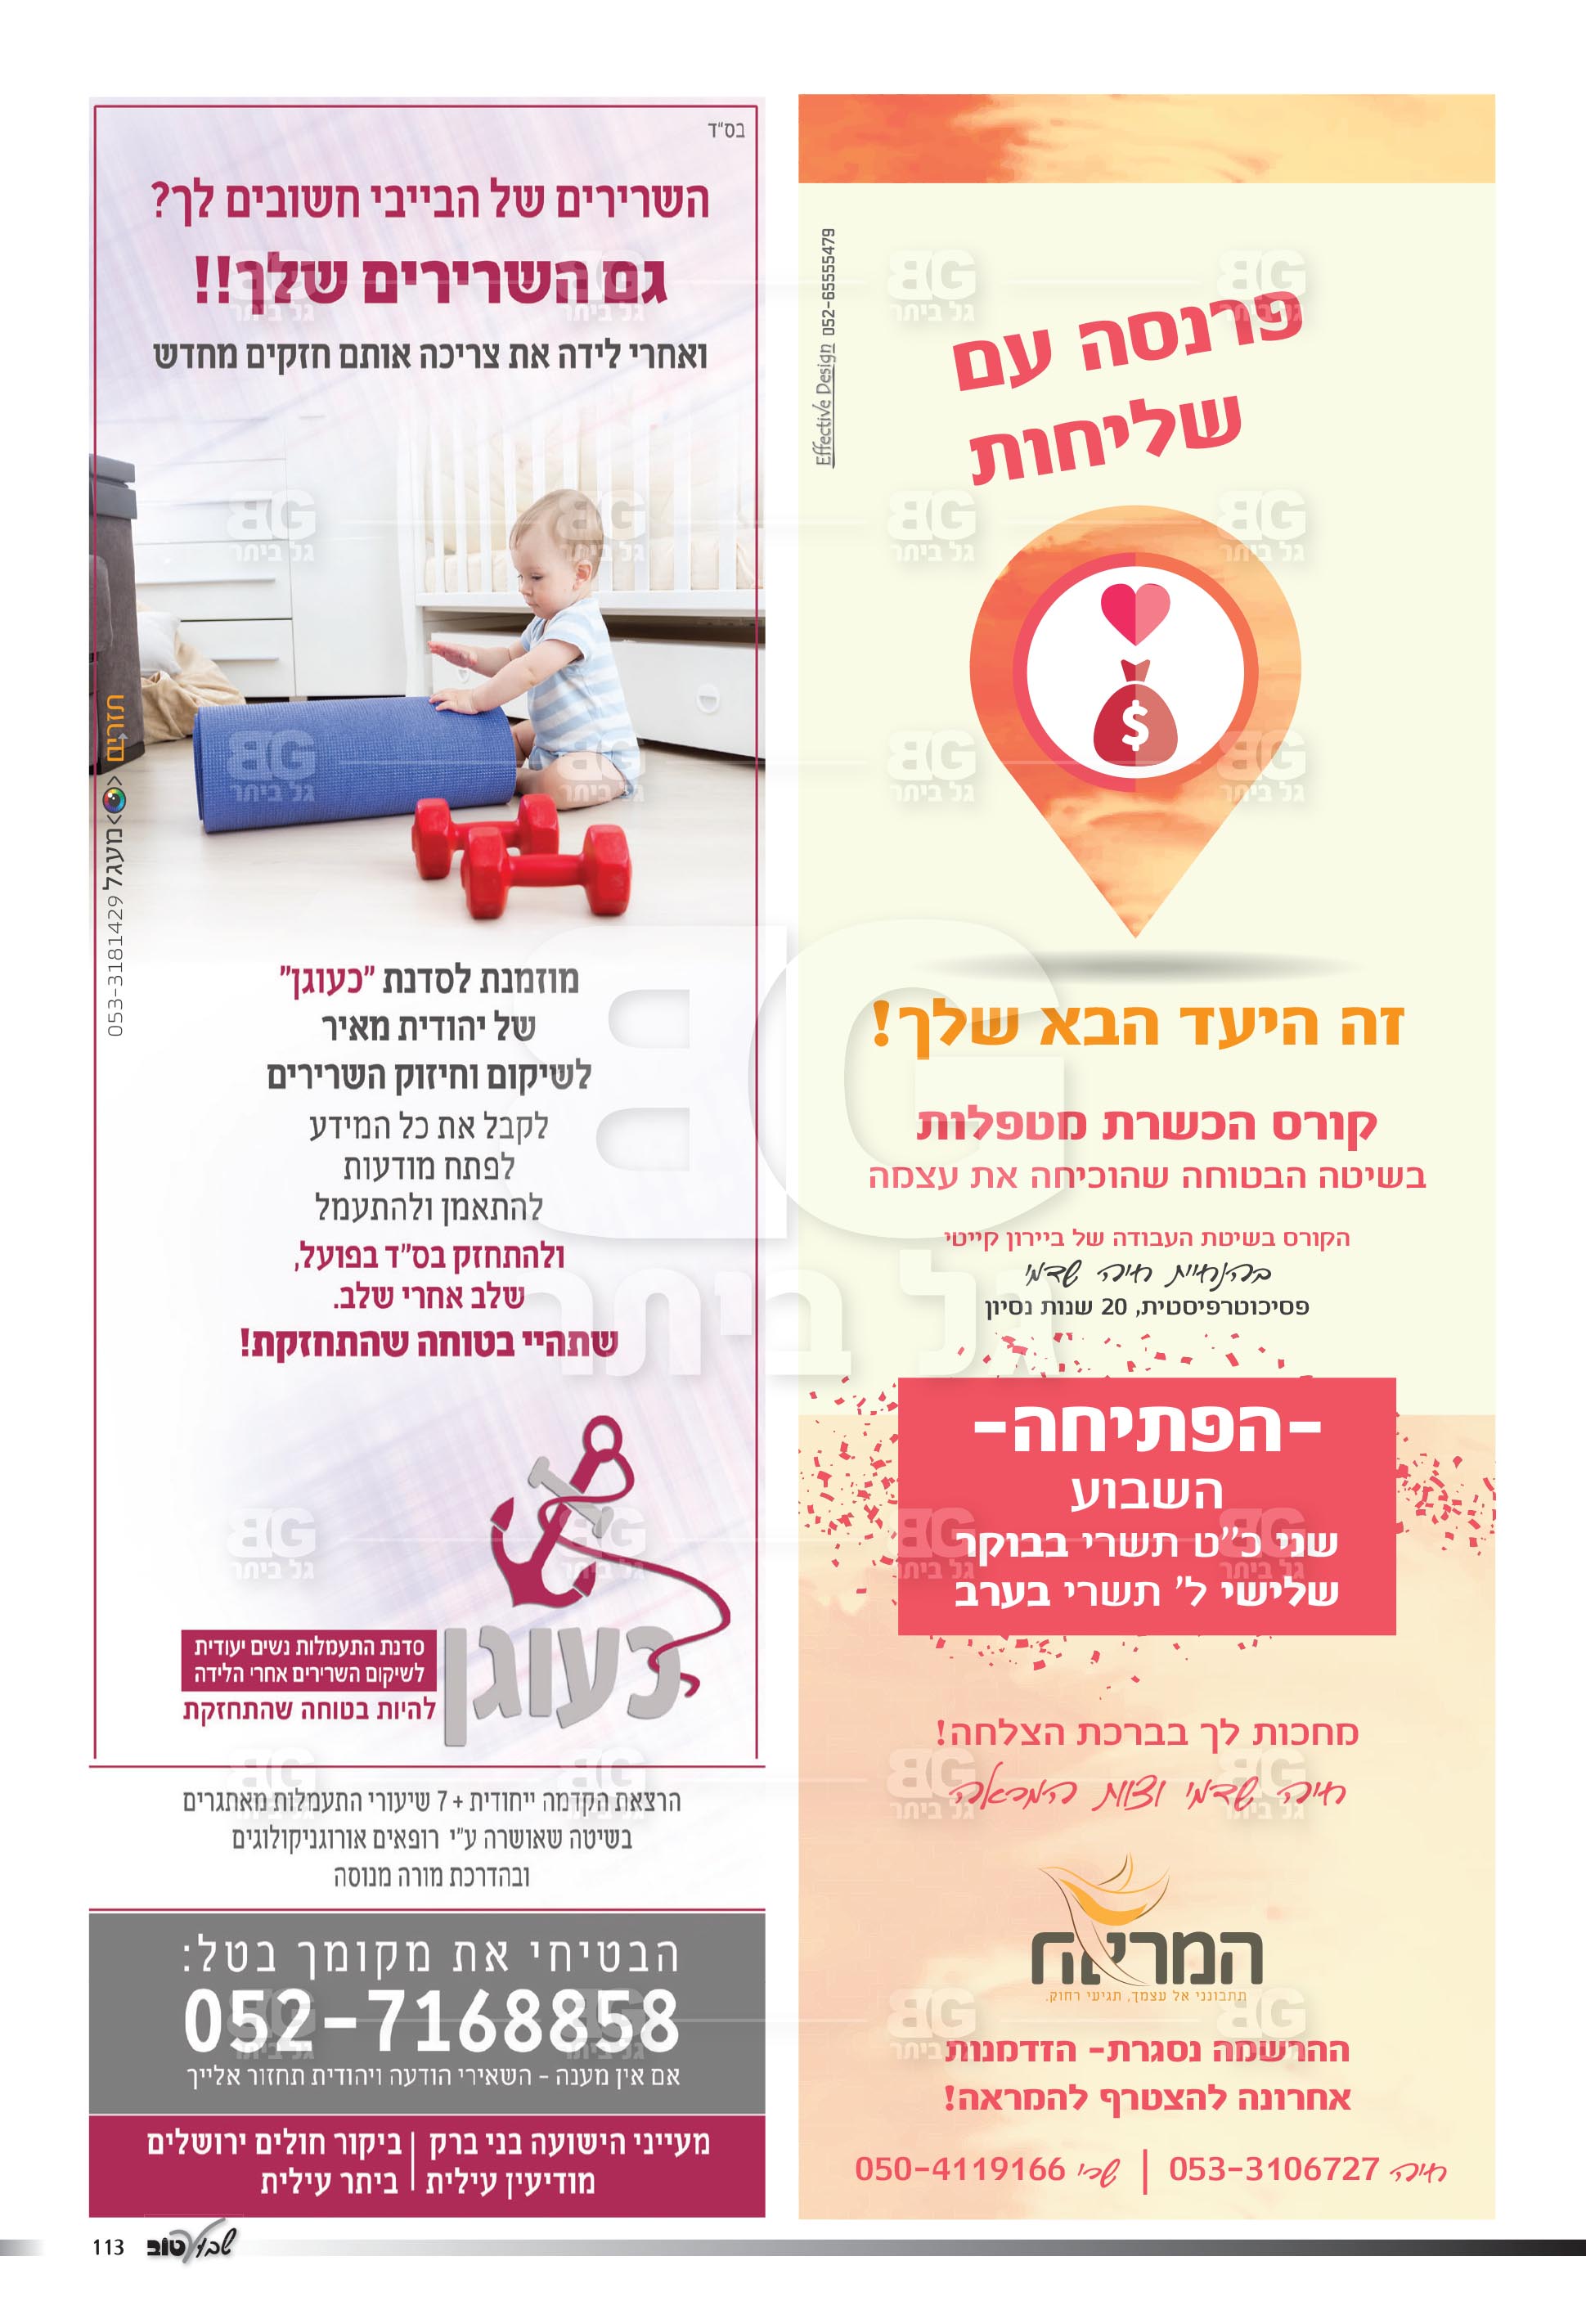 פרנסה עם
שליחות
Effective Design 052-65555479
זה היעד הבא שלך!
קורס הכשרת מטפלות
בשיטה הבטוחה שהוכיחה את עצמה
הקורס בשיטת העבודה של ביירון קייטי
בהנחיית חיה שדמי
פסיכוטרפיסטית, 20 שנות נסיון
-הפתיחה-
השבוע
שני כ"ט תשרי בבוקר
שלישי ל' תשרי בערב
מחכות לך בברכת הצלחה!
חיה שדמי וצוות המראה
המריאה
תתבונני אל עצמך, תגיעי רחוק.
ההרשמה נסגרת- הזדמנות
אחרונה להצטרף להמראה!
חיה 053-3106727 | שבי 050-4119166
בס"ד
השרירים של הבייבי חשובים לך?
גם השרירים שלך!!
ואחרי לידה את צריכה אותם חזקים מחדש
תזרים <> מעגל 053-3181429
מוזמנת לסדנת "כעוגן"
של יהודית מאיר
לשיקום וחיזוק השרירים
לקבל את כל המידע
לפתח מודעות
להתאמן ולהתעמל
ולהתחזק בס"ד בפועל,
שלב אחרי שלב.
שתהיי בטוחה שהתחזקת!
כעוגן
סדנת התעמלות נשים יעודית
לשיקום השרירים אחרי הלידה
להיות בטוחה שהתחזקת
הרצאת הקדמה ייחודית + 7 שיעורי התעמלות מאתגרים
בשיטה שאושרה ע"י רופאים אורוגניקולוגים
ובהדרכת מורה מנוסה
הבטיחי את מקומך בטל:
052-7168858
אם אין מענה - השאירי הודעה ויהודית תחזור אלייך
מעייני הישועה בני ברק | ביקור חולים ירושלים
מודיעין עילית | ביתר עילית
113 שבוע טוב
BG
גל ביתר